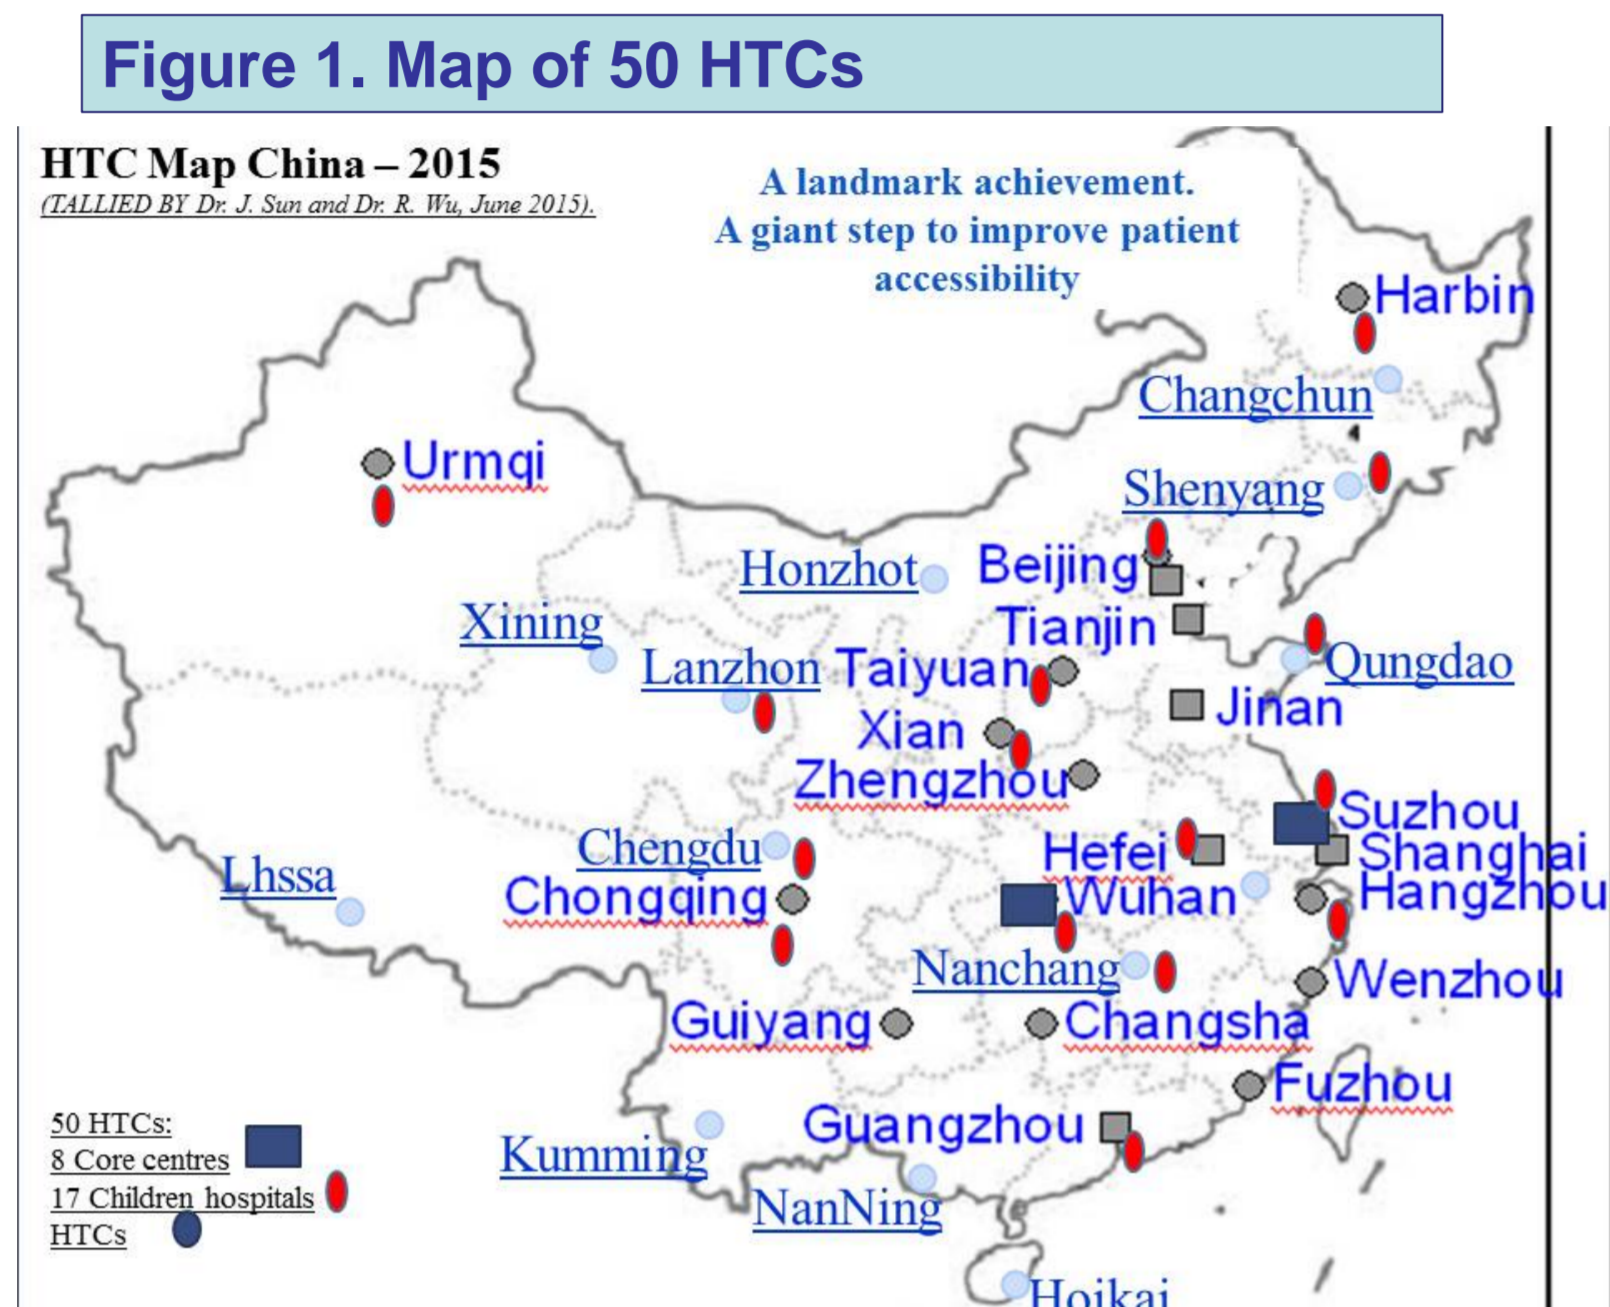 Figure 1. Map of 50 HTCs
HTC Map China – 2015
(TALLIED BY Dr. J. Sun and Dr. R. Wu, June 2015).
A landmark achievement.
A giant step to improve patient
accessibility
Harbin
Changchun
Urmqi
Shenyang
Honzhot
Beijing
Xining
Tianjin
Lanzhon
Taiyuan
Qungdao
Xian
Jinan
Zhengzhou
Suzhou
Chengdu
Hefei
Shanghai
Lhssa
Chongqing
Wuhan
Hangzhou
Nanchang
Wenzhou
Guiyang
Changsha
Fuzhou
Guangzhou
Kumming
NanNing
Hoikai
50 HTCs:
8 Core centres
17 Children hospitals
HTCs